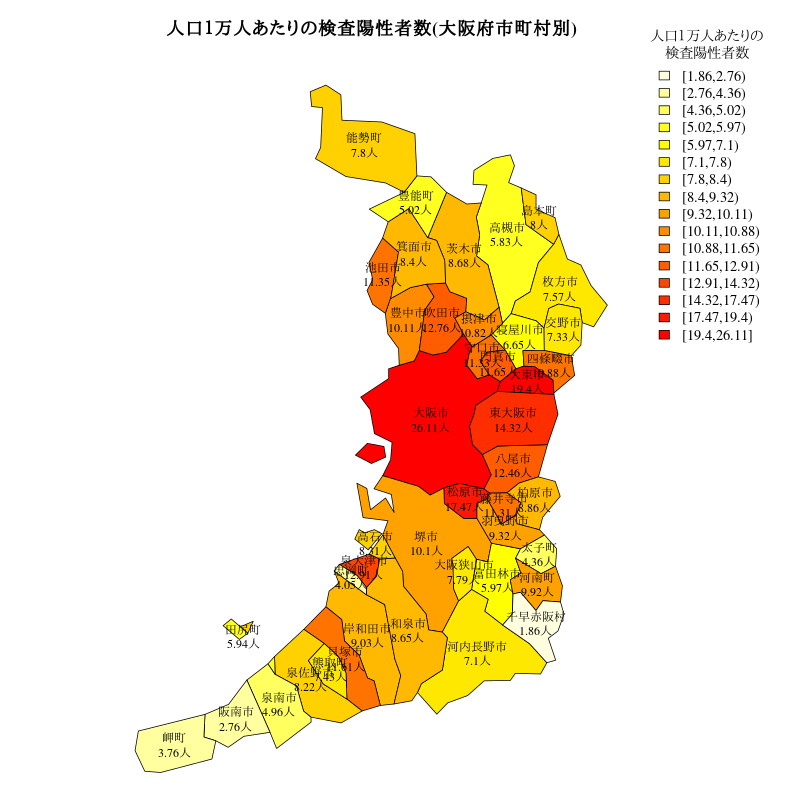 人口1万人あたりの検査陽性者数(大阪府市町村別)
人口1万人あたりの
検査陽性者数
[1.86,2.76)
[2.76,4.36)
[4.36,5.02)
[5.02,5.97)
[5.97,7.1)
[7.1,7.8)
[7.8,8.4)
[8.4,9.32)
[9.32,10.11)
[10.11,10.88)
[10.88,11.65)
[11.65,12.91)
[12.91,14.32)
[14.32,17.47)
[17.47,19.4)
[19.4,26.11]
能勢町
7.8人
豊能町
5.02人
島本町
8人
高槻市
5.83人
箕面市
8.4人
茨木市
8.68人
池田市
11.35人
枚方市
7.57人
豊中市
10.11人
吹田市
12.76人
摂津市
10.82人
寝屋川市
6.65人
交野市
7.33人
守口市
11.53人
門真市
11.65人
四條畷市
10.88人
大東市
19.4人
大阪市
26.11人
東大阪市
14.32人
八尾市
12.46人
松原市
17.47人
藤井寺市
11.31人
柏原市
8.86人
羽曳野市
9.32人
堺市
10.1人
高石市
8.31人
泉大津市
12.91人
忠岡町
4.05人
太子町
4.36人
大阪狭山市
7.79人
富田林市
5.97人
河南町
9.92人
千早赤阪村
1.86人
田尻町
5.94人
岸和田市
9.03人
和泉市
8.65人
河内長野市
7.1人
貝塚市
11.61人
熊取町
7.43人
泉佐野市
8.22人
泉南市
4.96人
阪南市
2.76人
岬町
3.76人